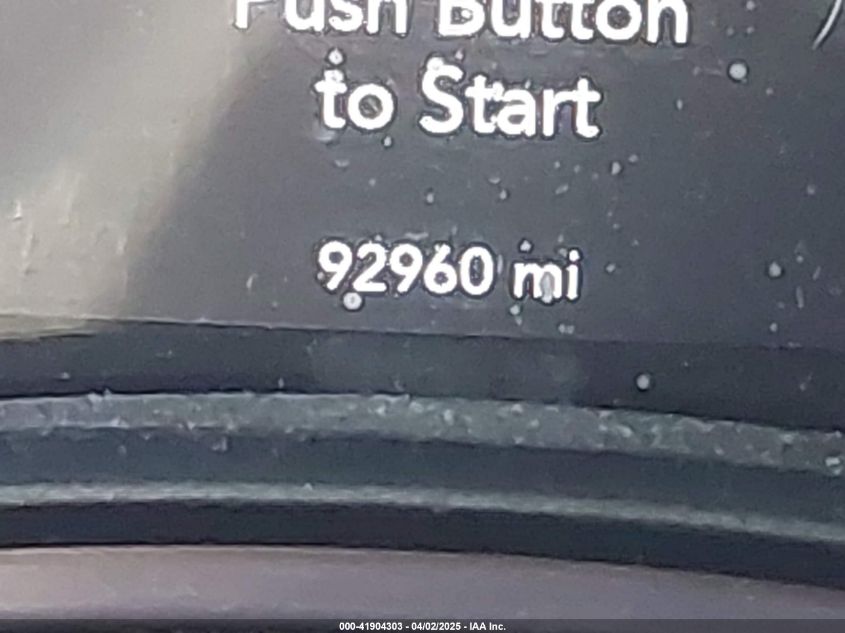 Push Button
to Start
92960 mi
000-41904303 - 04/02/2025 - IAA Inc.